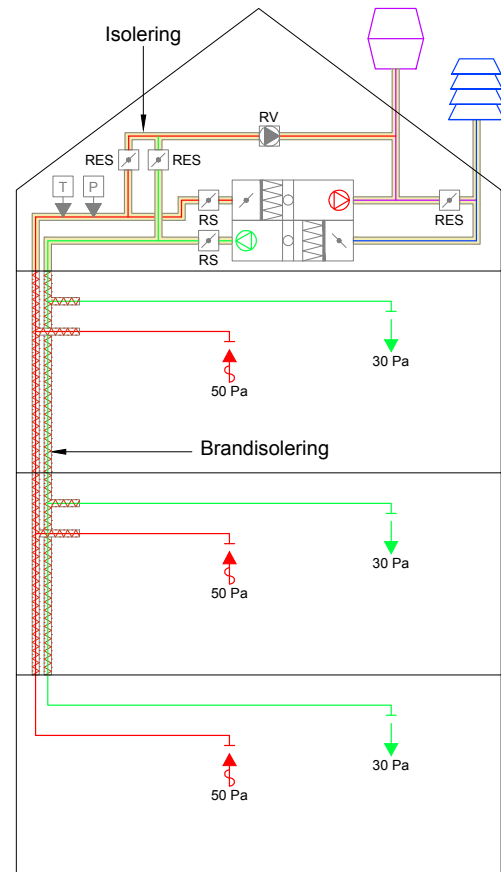 Isolering
RV
RES
RES
T
P
RS
RES
RS
50 Pa
30 Pa
Brandisolering
50 Pa
30 Pa
50 Pa
30 Pa